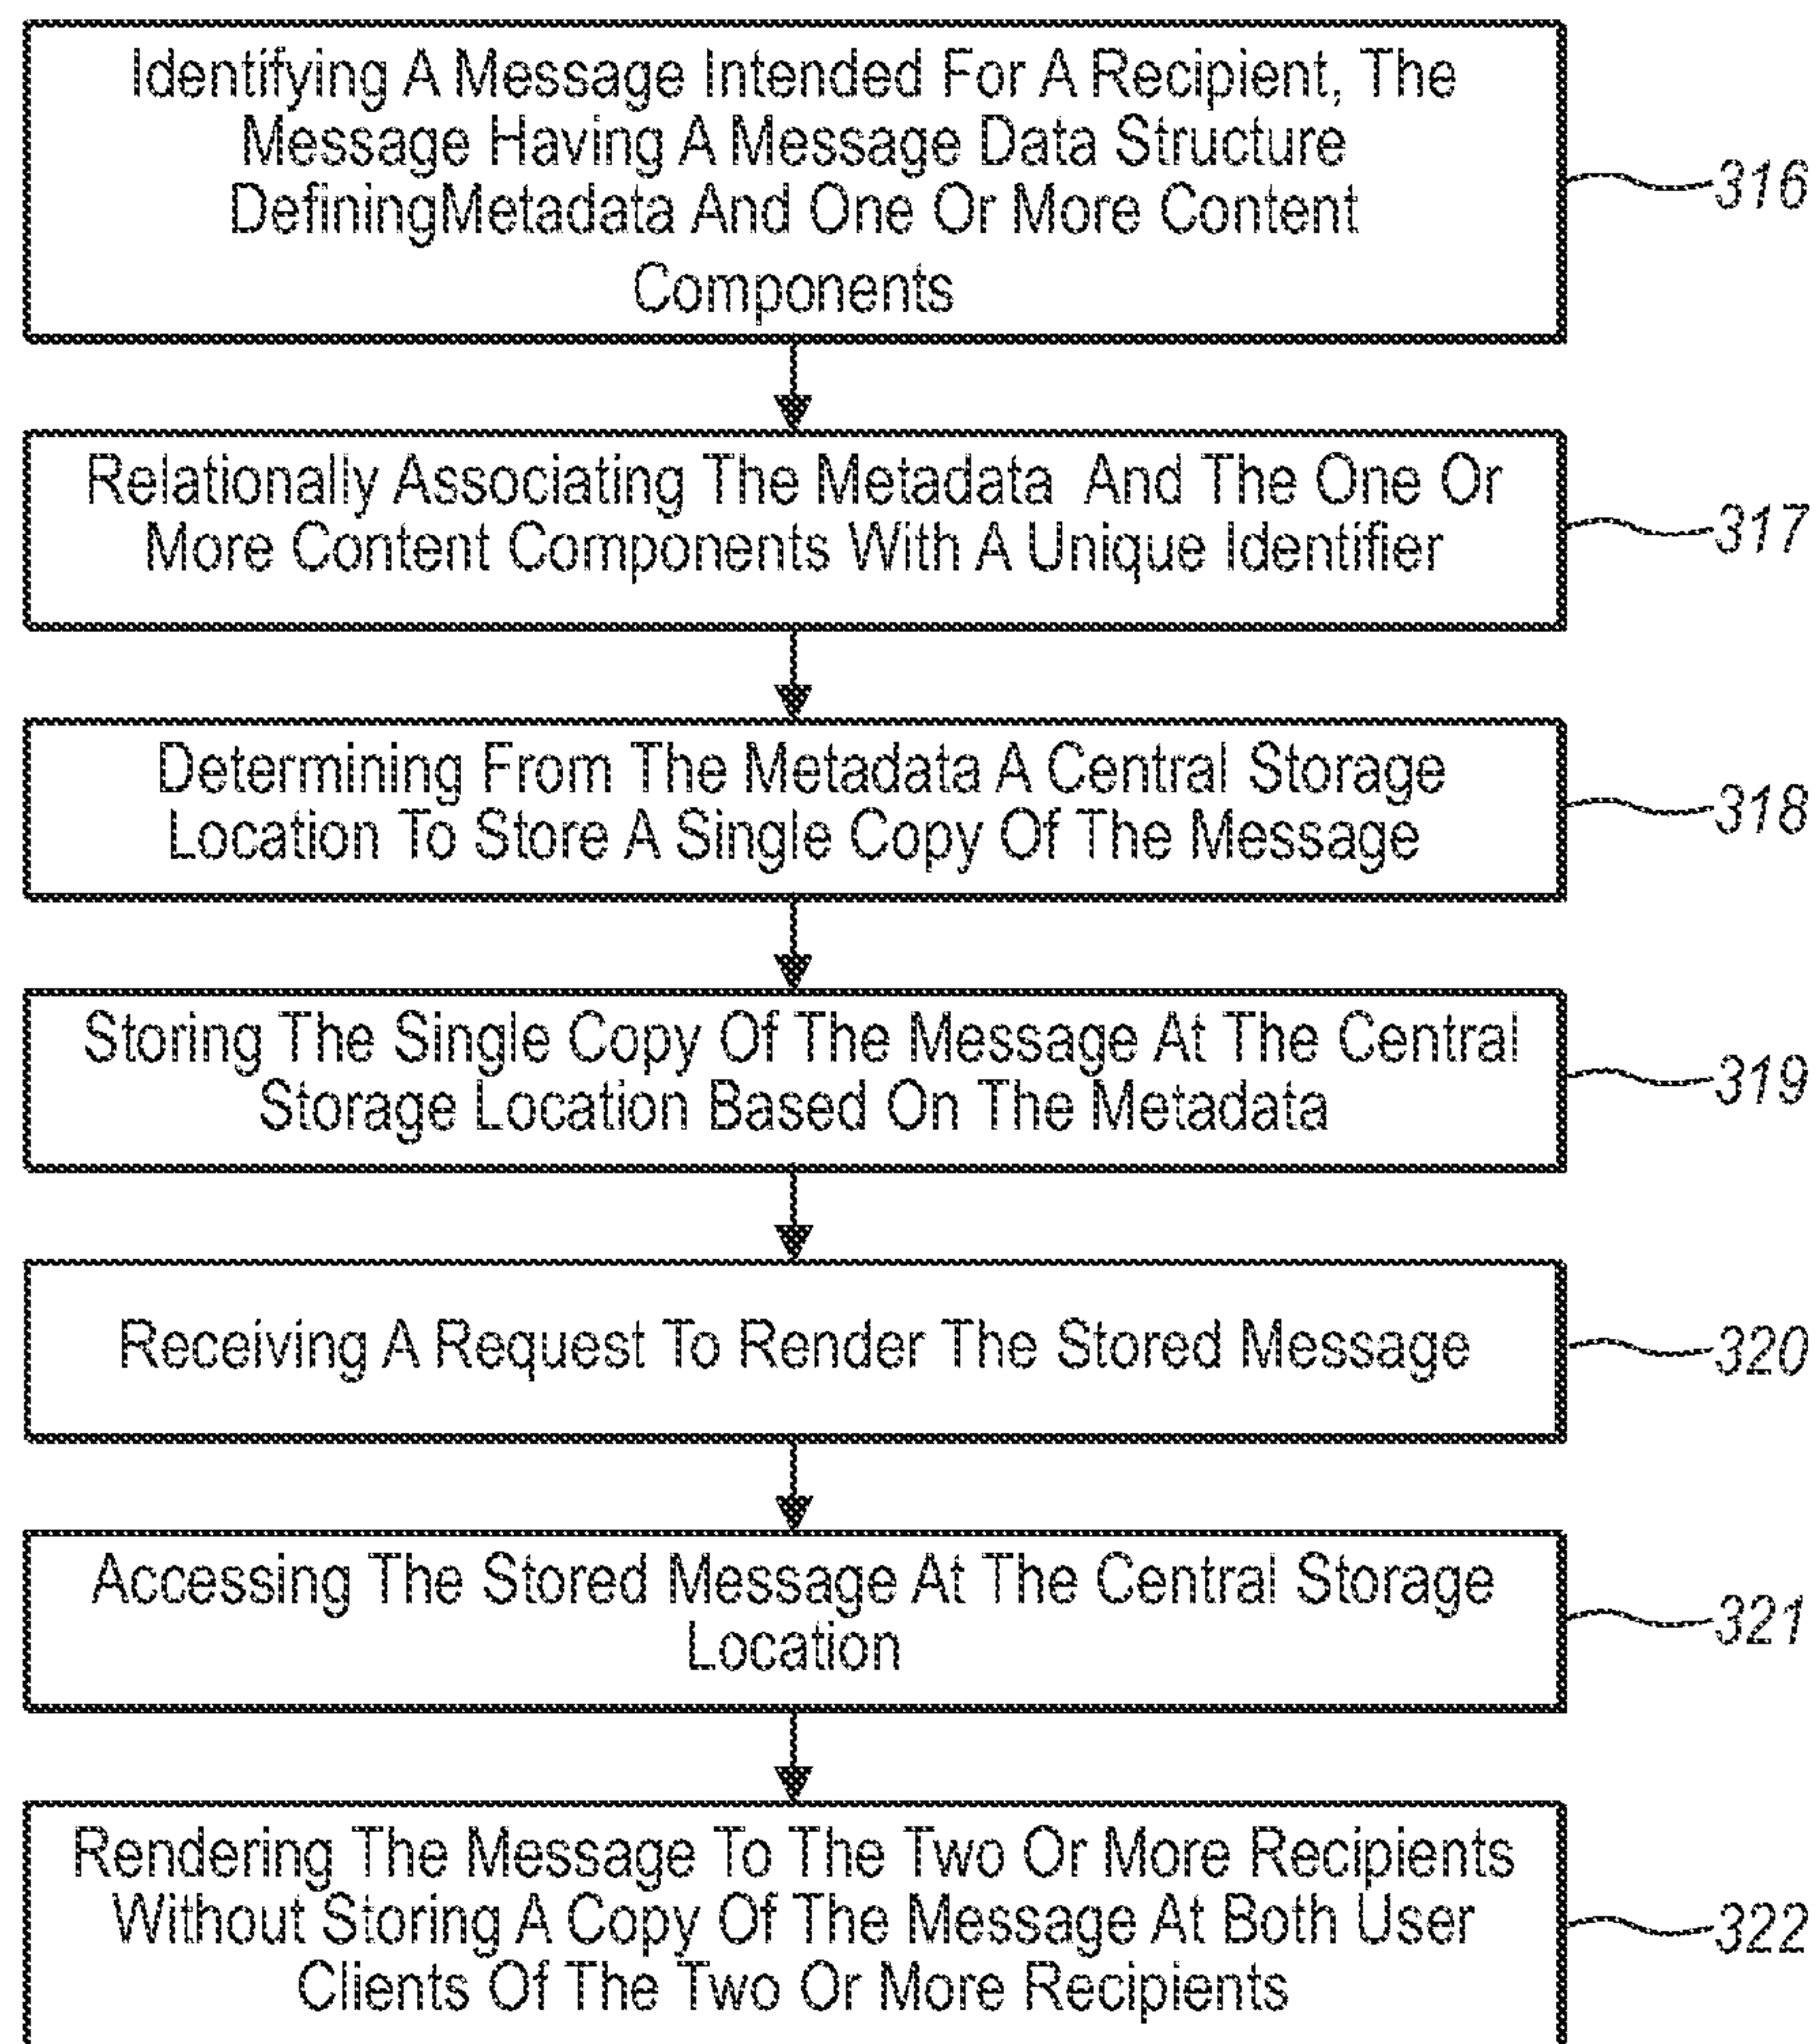 Identifying A Message Intended For A Recipient, The
Message Having A Message Data Structure
DefiningMetadata And One Or More Content
Components
316
Relationally Associating The Metadata And The One Or
More Content Components With A Unique Identifier
317
Determining From The Metadata A Central Storage
Location To Store A Single Copy Of The Message
318
Storing The Single Copy Of The Message At The Central
Storage Location Based On The Metadata
319
Receiving A Request To Render The Stored Message
320
Accessing The Stored Message At The Central Storage
Location
321
Rendering The Message To The Two Or More Recipients
Without Storing A Copy Of The Message At Both User
Clients Of The Two Or More Recipients
322